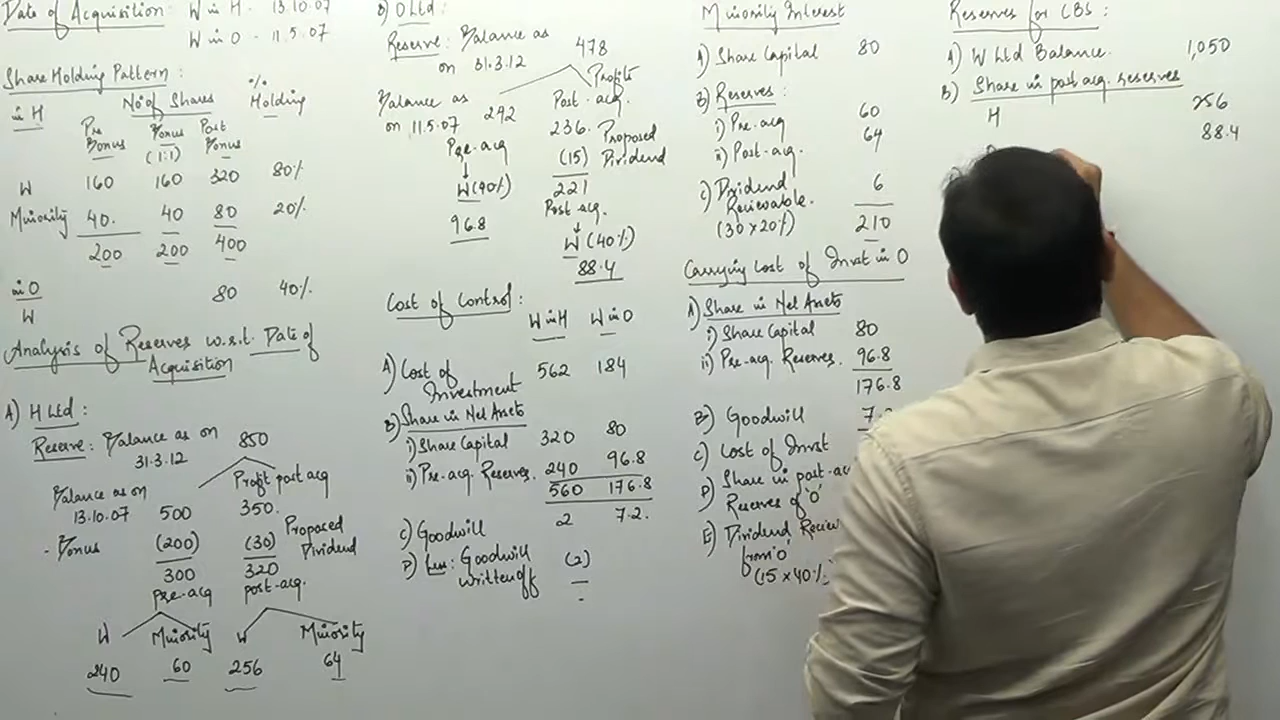 Date of Acquisition: W in H - 13.10.07
W in O - 11.5.07
Share Holding Pattern:
in H
No of Shares
% Holding
Pre Bonus
Bonus (1:1)
Post Bonus
W 160 160 320 80%
Minority 40. 40 80 20%
200 200 400
in O
W 80 40%
Analysis of Reserves w.s.t. Date of
Acquisition
A) H Ltd:
Reserve: Balance as on
31.3.12
850
Balance as on
13.10.07
500
Profit post acq
350.
- Bonus (200)
(30) Proposed
Dividend
300 320
pre-acq post-acq.
W Minority W Minority
240 60 256 64
B) O Ltd:
Reserve: Balance as
on 31.3.12
478
Balance as
on 11.5.07
242
Profits
Post-acq.
236.
Pre-acq
(15) Proposed
Dividend
W (40%)
221
Post acq.
96.8
W (40%)
88.4
Cost of Control:
W in H W in O
A) Cost of
Investment
562 184
B) Share in Net Assets
i) Share Capital 320 80
ii) Pre-acq. Reserves. 240 96.8
560 176.8
C) Goodwill 2 7.2.
D) Less: Goodwill
written off
(2)
-
Minority Interest
A) Share Capital 80
B) Reserves:
i) Pre-acq 60
ii) Post-acq. 64
C) Dividend
Recievable.
(30 x 20%)
6
210
Carrying Cost of Invst in O
A) Share in Net Assets
i) Share Capital 80
ii) Pre-acq. Reserves. 96.8
176.8
B) Goodwill
C) Cost of Invst
D) Share in post-ac
Reserves of 'O'
E) Dividend Reciev
from 'O'
(15 x 40%
Reserves for CBS:
A) W Ltd Balance. 1,050
B) Share in post acq. reserves
H 256
88.4